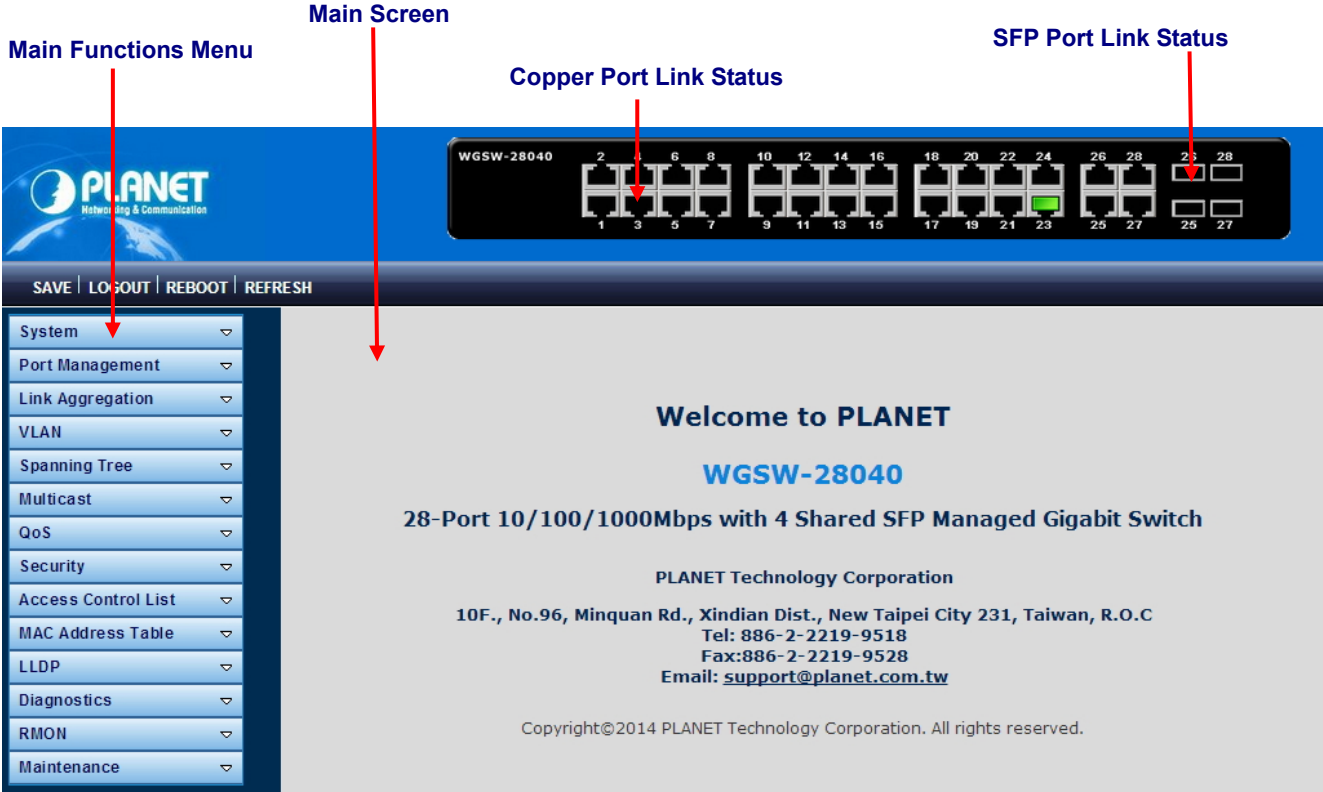 Main Screen
Main Functions Menu
SFP Port Link Status
Copper Port Link Status
WGSW-28040
2 4 6 8 10 12 14 16 18 20 22 24 26 28 26 28
1 3 5 7 9 11 13 15 17 19 21 23 25 27 25 27
PLANET
Networking & Communication
SAVE LOGOUT REBOOT REFRESH
System
Port Management
Link Aggregation
VLAN
Spanning Tree
Multicast
QoS
Security
Access Control List
MAC Address Table
LLDP
Diagnostics
RMON
Maintenance
Welcome to PLANET
WGSW-28040
28-Port 10/100/1000Mbps with 4 Shared SFP Managed Gigabit Switch
PLANET Technology Corporation
10F., No.96, Minquan Rd., Xindian Dist., New Taipei City 231, Taiwan, R.O.C
Tel: 886-2-2219-9518
Fax:886-2-2219-9528
Email: support@planet.com.tw
Copyright©2014 PLANET Technology Corporation. All rights reserved.